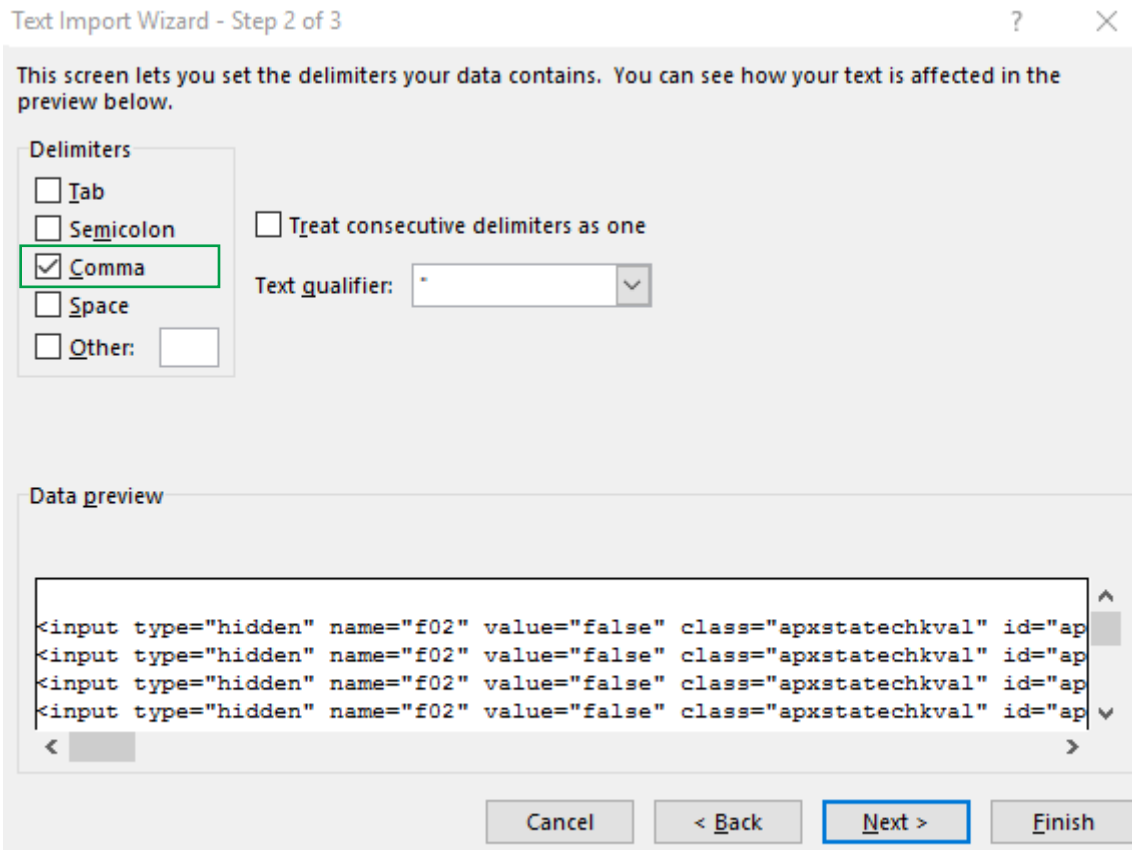 Text Import Wizard - Step 2 of 3
This screen lets you set the delimiters your data contains.  You can see how your text is affected in the
preview below.
Delimiters
Tab
Semicolon
Comma
Space
Other:
Treat consecutive delimiters as one
Text qualifier: "
Data preview
<input type="hidden" name="f02" value="false" class="apxstatechkval" id="ap
<input type="hidden" name="f02" value="false" class="apxstatechkval" id="ap
<input type="hidden" name="f02" value="false" class="apxstatechkval" id="ap
<input type="hidden" name="f02" value="false" class="apxstatechkval" id="ap
Cancel < Back Next > Finish